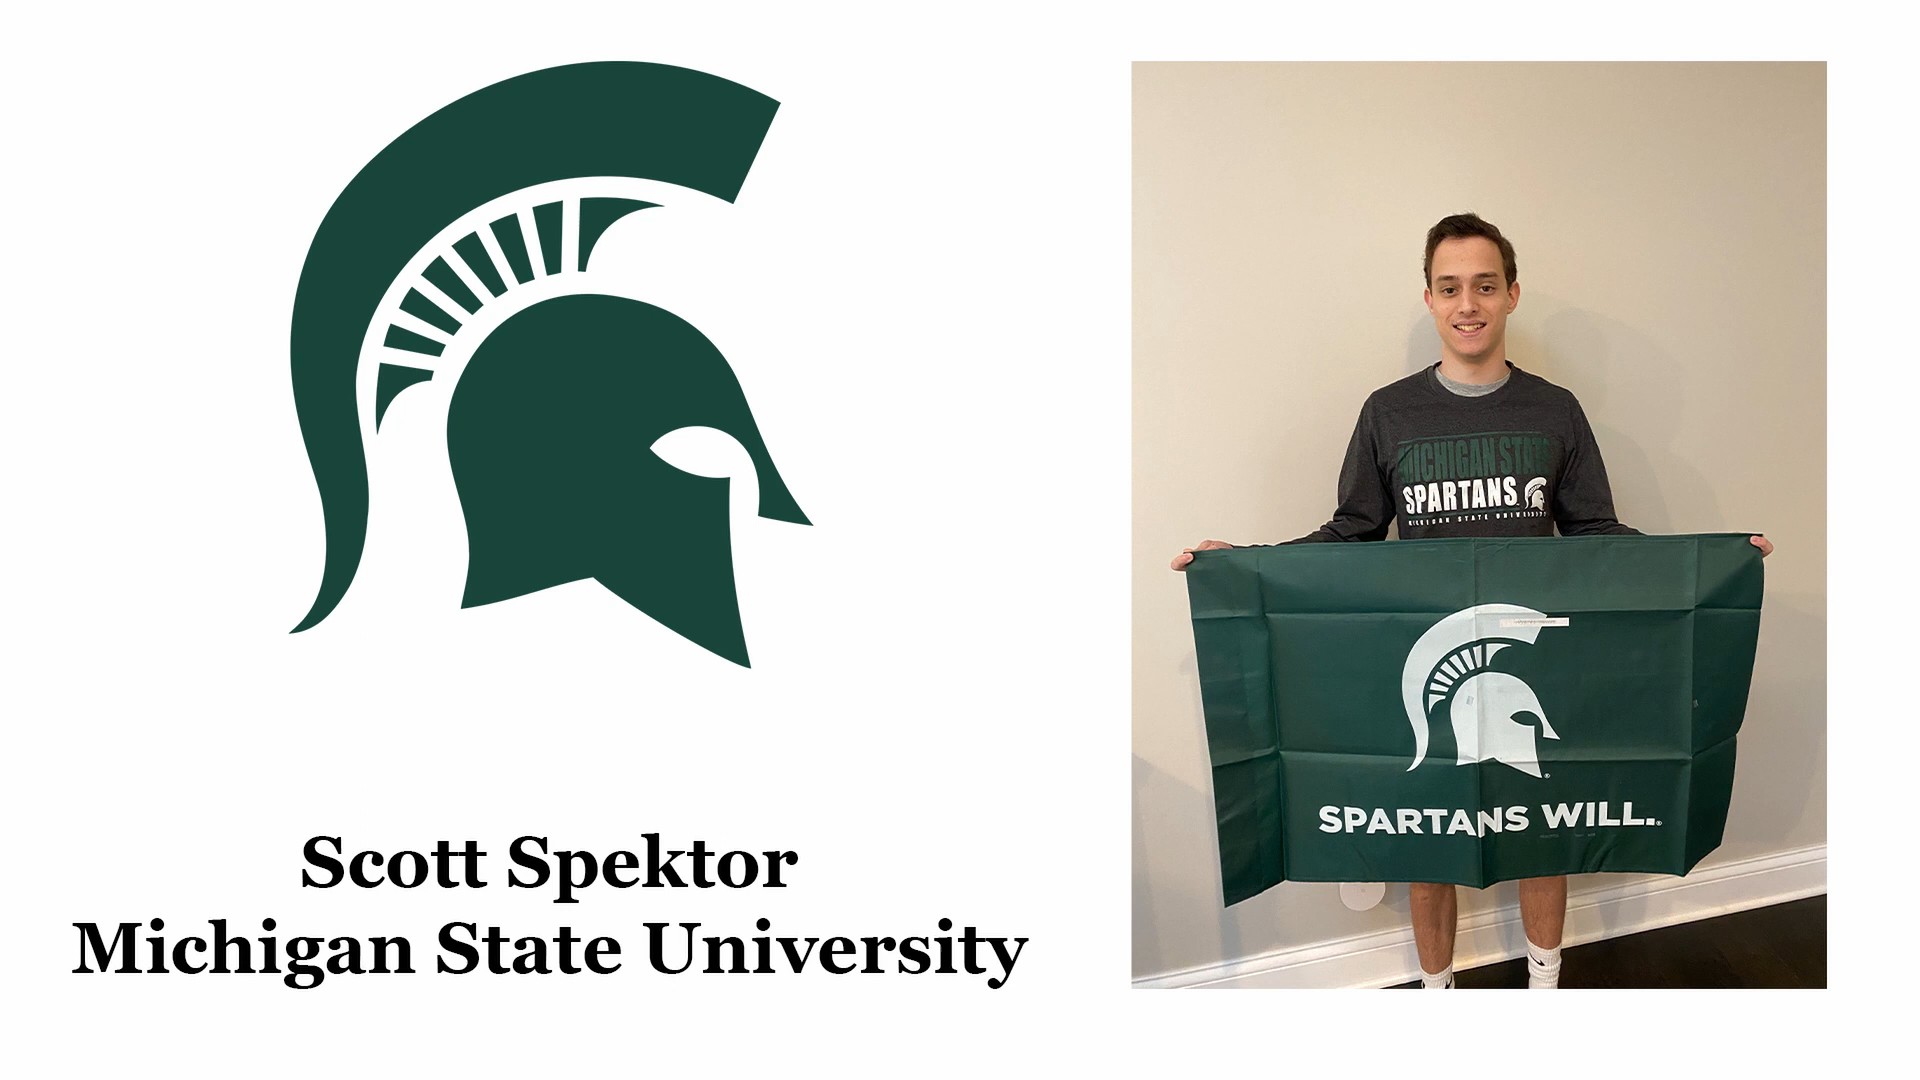 Scott Spektor
Michigan State University
MICHIGAN STATE
SPARTANS
MICHIGAN STATE UNIVERSITY
SPARTANS WILL.